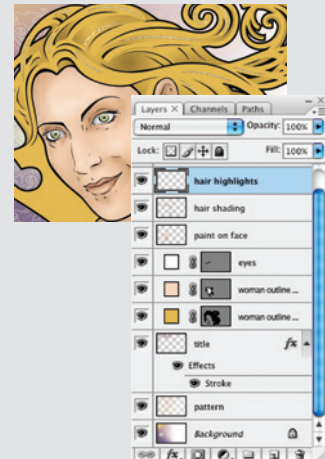 Layers × Channels Paths
Normal Opacity: 100%
Lock: Fill: 100%
hair highlights
hair shading
paint on face
eyes
woman outline ...
woman outline ...
title fx
Effects
Stroke
pattern
Background
fx.